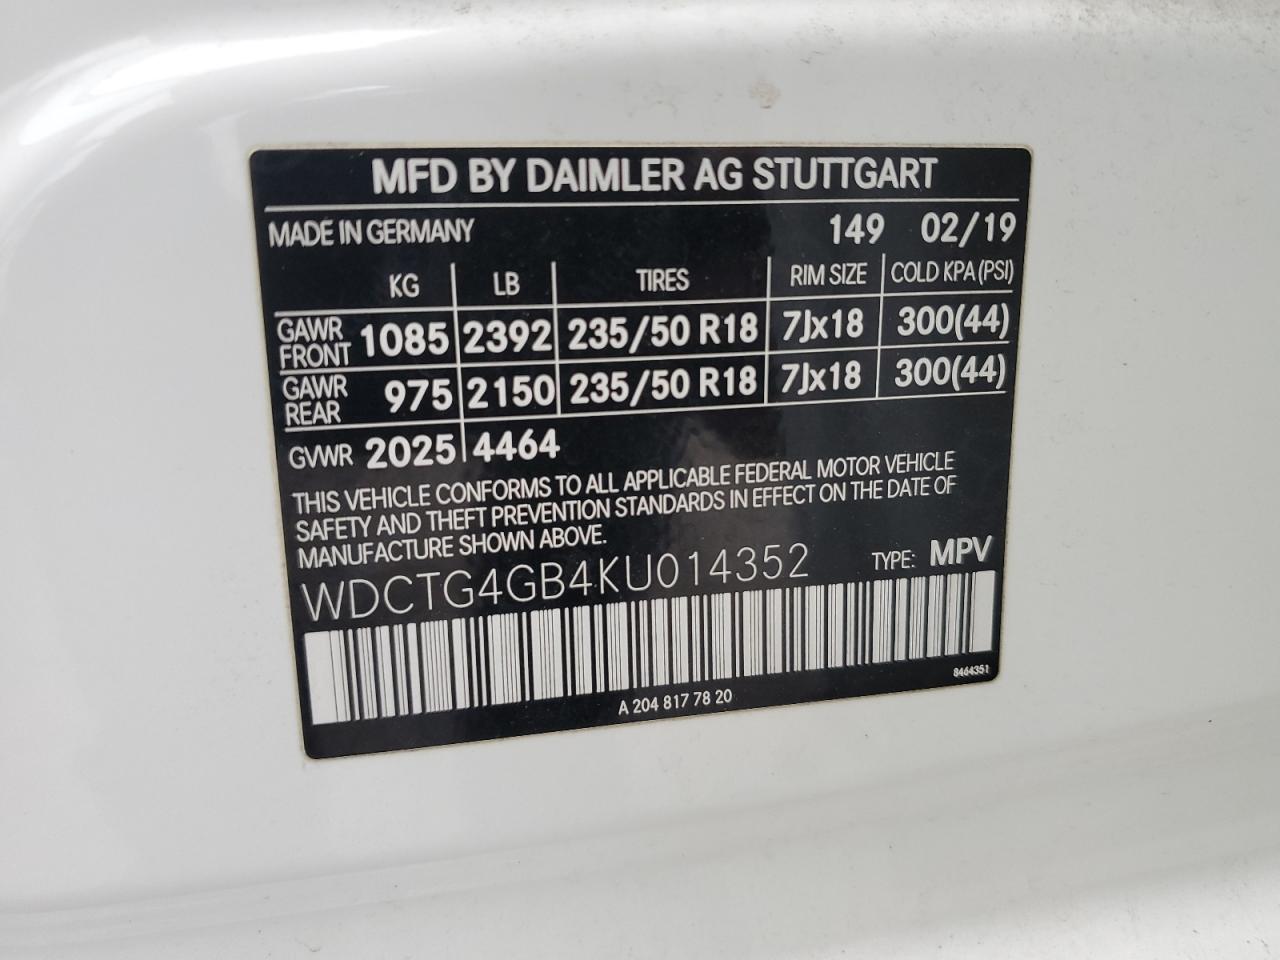 MFD BY DAIMLER AG STUTTGART
MADE IN GERMANY 149 02/19
KG LB TIRES RIM SIZE COLD KPA (PSI)
GAWR FRONT 1085 2392 235/50 R18 7Jx18 300(44)
GAWR REAR 975 2150 235/50 R18 7Jx18 300(44)
GVWR 2025 4464
THIS VEHICLE CONFORMS TO ALL APPLICABLE FEDERAL MOTOR VEHICLE
SAFETY AND THEFT PREVENTION STANDARDS IN EFFECT ON THE DATE OF
MANUFACTURE SHOWN ABOVE.
WDCTG4GB4KU014352 TYPE: MPV
8464351
A 204 817 78 20